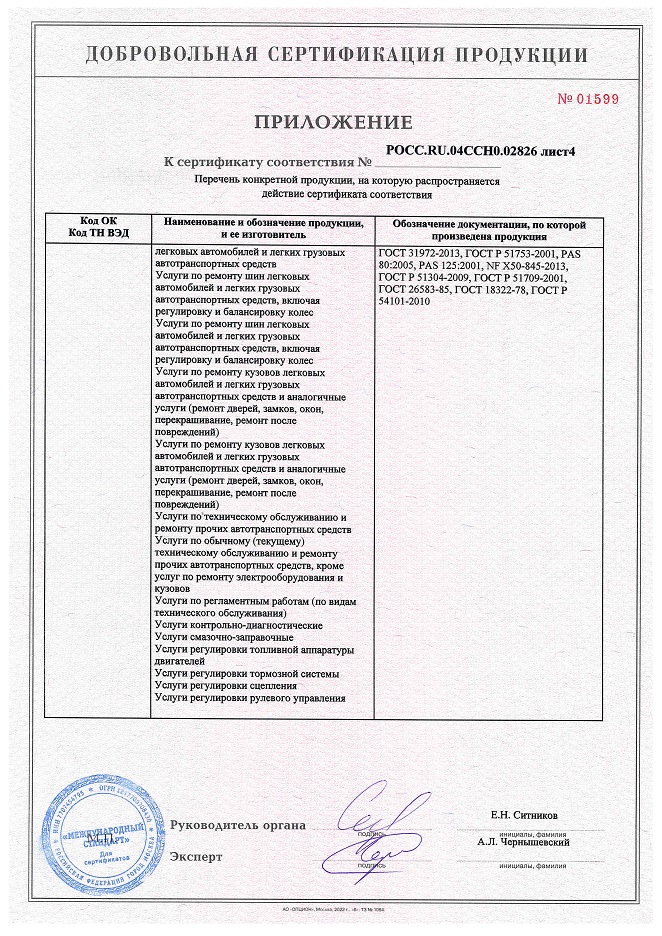 ДОБРОВОЛЬНАЯ СЕРТИФИКАЦИЯ ПРОДУКЦИИ
№ 01599
ПРИЛОЖЕНИЕ
РОСС.RU.04ССН0.02826 лист4
К сертификату соответствия №
Перечень конкретной продукции, на которую распространяется
действие сертификата соответствия
Код ОК
Код ТН ВЭД
Наименование и обозначение продукции,
и ее изготовитель
Обозначение документации, по которой
произведена продукция
легковых автомобилей и легких грузовых
автотранспортных средств
Услуги по ремонту шин легковых
автомобилей и легких грузовых
автотранспортных средств, включая
регулировку и балансировку колес
Услуги по ремонту шин легковых
автомобилей и легких грузовых
автотранспортных средств, включая
регулировку и балансировку колес
Услуги по ремонту кузовов легковых
автомобилей и легких грузовых
автотранспортных средств и аналогичные
услуги (ремонт дверей, замков, окон,
перекрашивание, ремонт после
повреждений)
Услуги по ремонту кузовов легковых
автомобилей и легких грузовых
автотранспортных средств и аналогичные
услуги (ремонт дверей, замков, окон,
перекрашивание, ремонт после
повреждений)
Услуги по техническому обслуживанию и
ремонту прочих автотранспортных средств
Услуги по обычному (текущему)
техническому обслуживанию и ремонту
прочих автотранспортных средств, кроме
услуг по ремонту электрооборудования и
кузовов
Услуги по регламентным работам (по видам
технического обслуживания)
Услуги контрольно-диагностические
Услуги смазочно-заправочные
Услуги регулировки топливной аппаратуры
двигателей
Услуги регулировки тормозной системы
Услуги регулировки сцепления
Услуги регулировки рулевого управления
ГОСТ 31972-2013, ГОСТ Р 51753-2001, PAS
80:2005, PAS 125:2001, NF X50-845-2013,
ГОСТ Р 51304-2009, ГОСТ Р 51709-2001,
ГОСТ 26583-85, ГОСТ 18322-78, ГОСТ Р
54101-2010
«МЕЖДУНАРОДНЫЙ
СТАНДАРТ»
Для
сертификатов
РОССИЙСКАЯ ФЕДЕРАЦИЯ ГОРОД МОСКВА
М.П.
Руководитель органа
подпись
Е.Н. Ситников
инициалы, фамилия
Эксперт
подпись
А.Л. Чернышевский
инициалы, фамилия
АО «ОПЦИОН», Москва, 2022 г., «В». ТЗ № 1064.